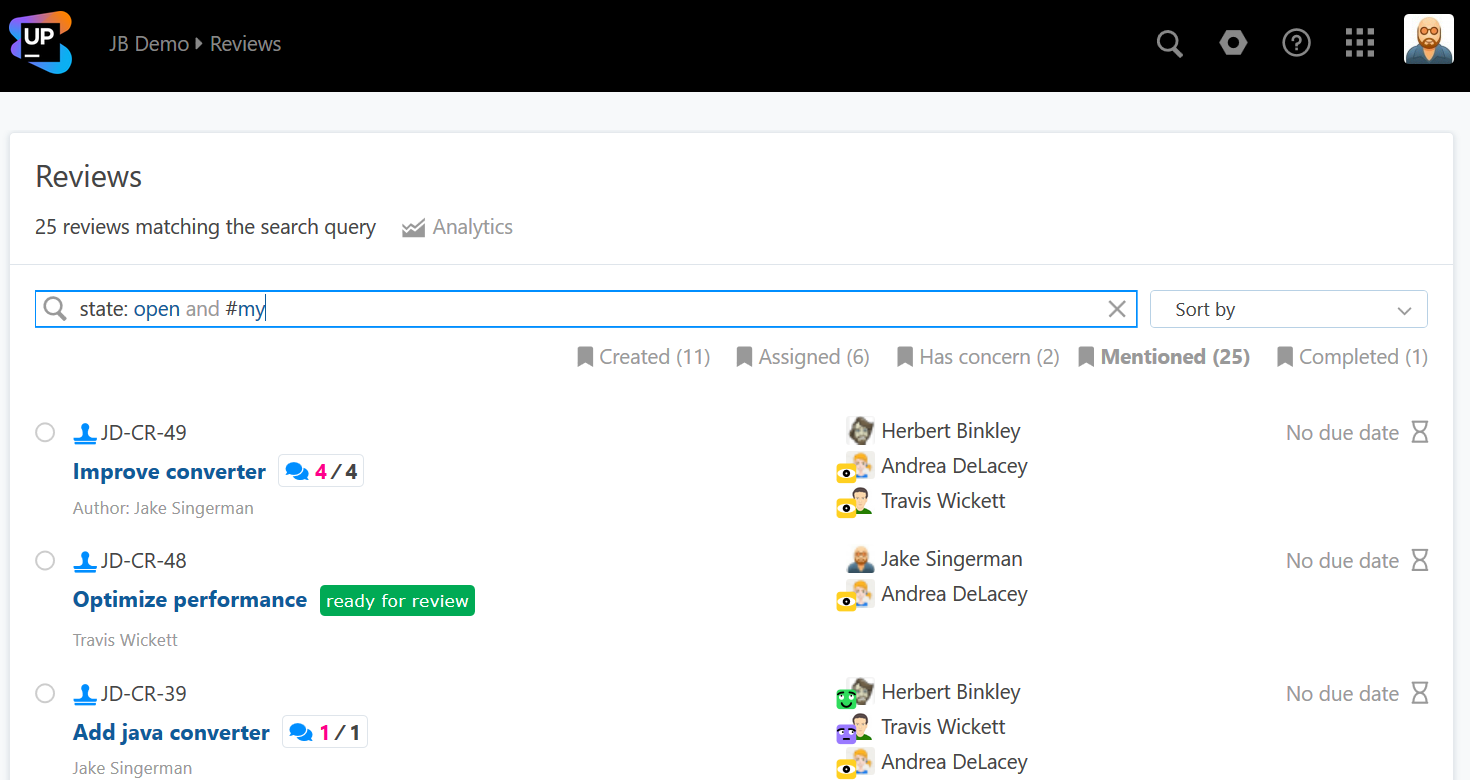 UP
JB Demo Reviews
Reviews
25 reviews matching the search query Analytics
state: open and #my Sort by
Created (11) Assigned (6) Has concern (2) Mentioned (25) Completed (1)
JD-CR-49 Herbert Binkley No due date
Improve converter 4 / 4 Andrea DeLacey
Author: Jake Singerman Travis Wickett
JD-CR-48 Jake Singerman No due date
Optimize performance ready for review Andrea DeLacey
Travis Wickett
JD-CR-39 Herbert Binkley No due date
Add java converter 1 / 1 Travis Wickett
Jake Singerman Andrea DeLacey